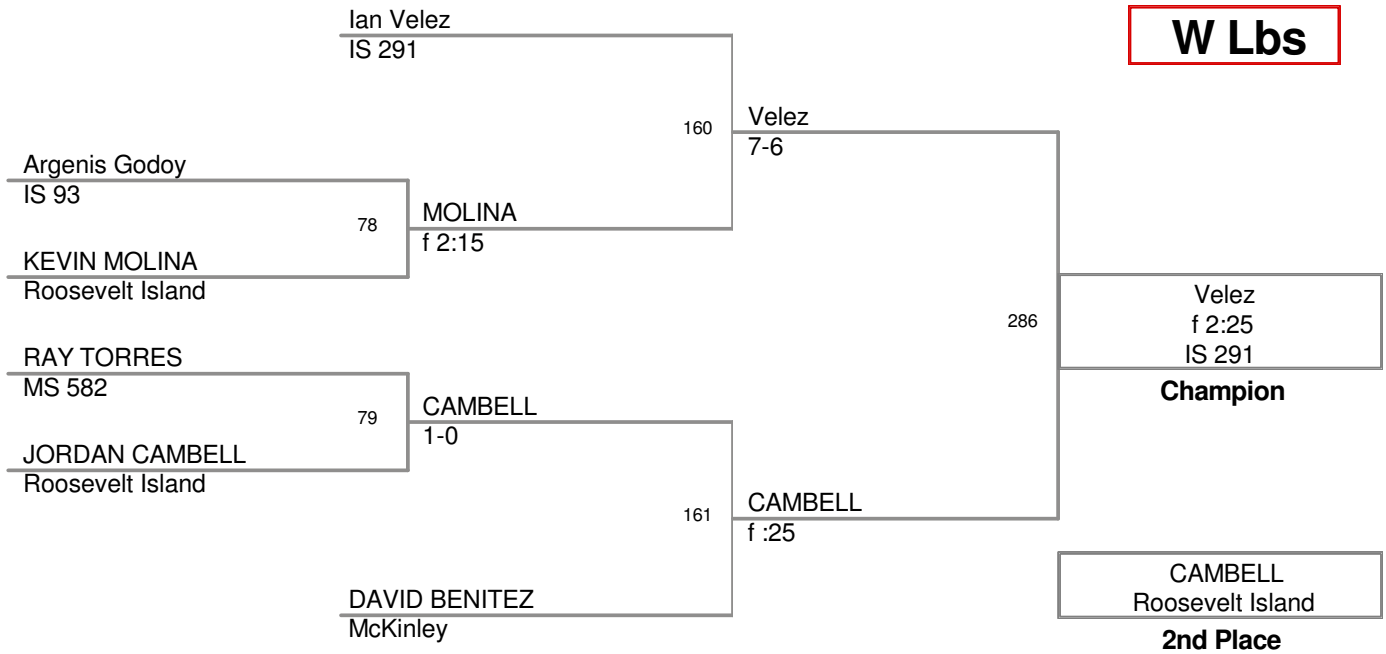 Ian Velez
IS 291
W Lbs
160
Velez
7-6
Argenis Godoy
IS 93
78
MOLINA
f 2:15
KEVIN MOLINA
Roosevelt Island
286
Velez
f 2:25
IS 291
Champion
RAY TORRES
MS 582
79
CAMBELL
1-0
JORDAN CAMBELL
Roosevelt Island
161
CAMBELL
f :25
DAVID BENITEZ
McKinley
CAMBELL
Roosevelt Island
2nd Place